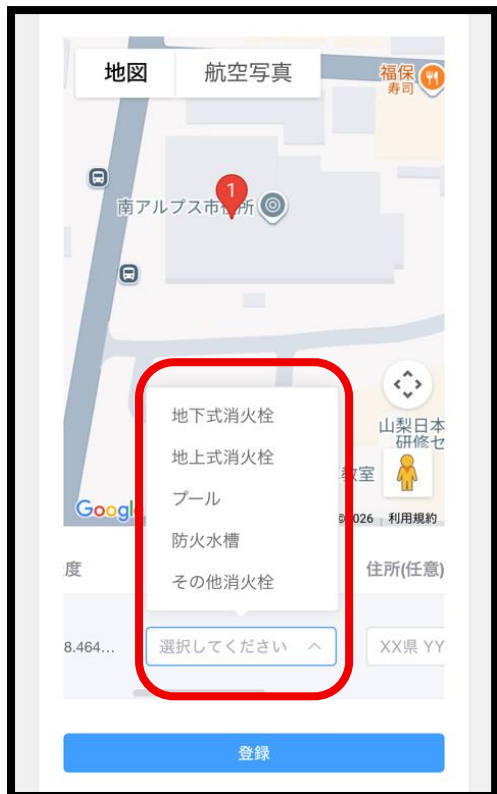 地図 航空写真
福保
寿司
1
南アルプス市役所
地下式消火栓
地上式消火栓
プール
防火水槽
その他消火栓
山梨日本
研修セ
教室
Google
©2026 利用規約
度
住所(任意)
8.464...
選択してください
XX県 YY
登録